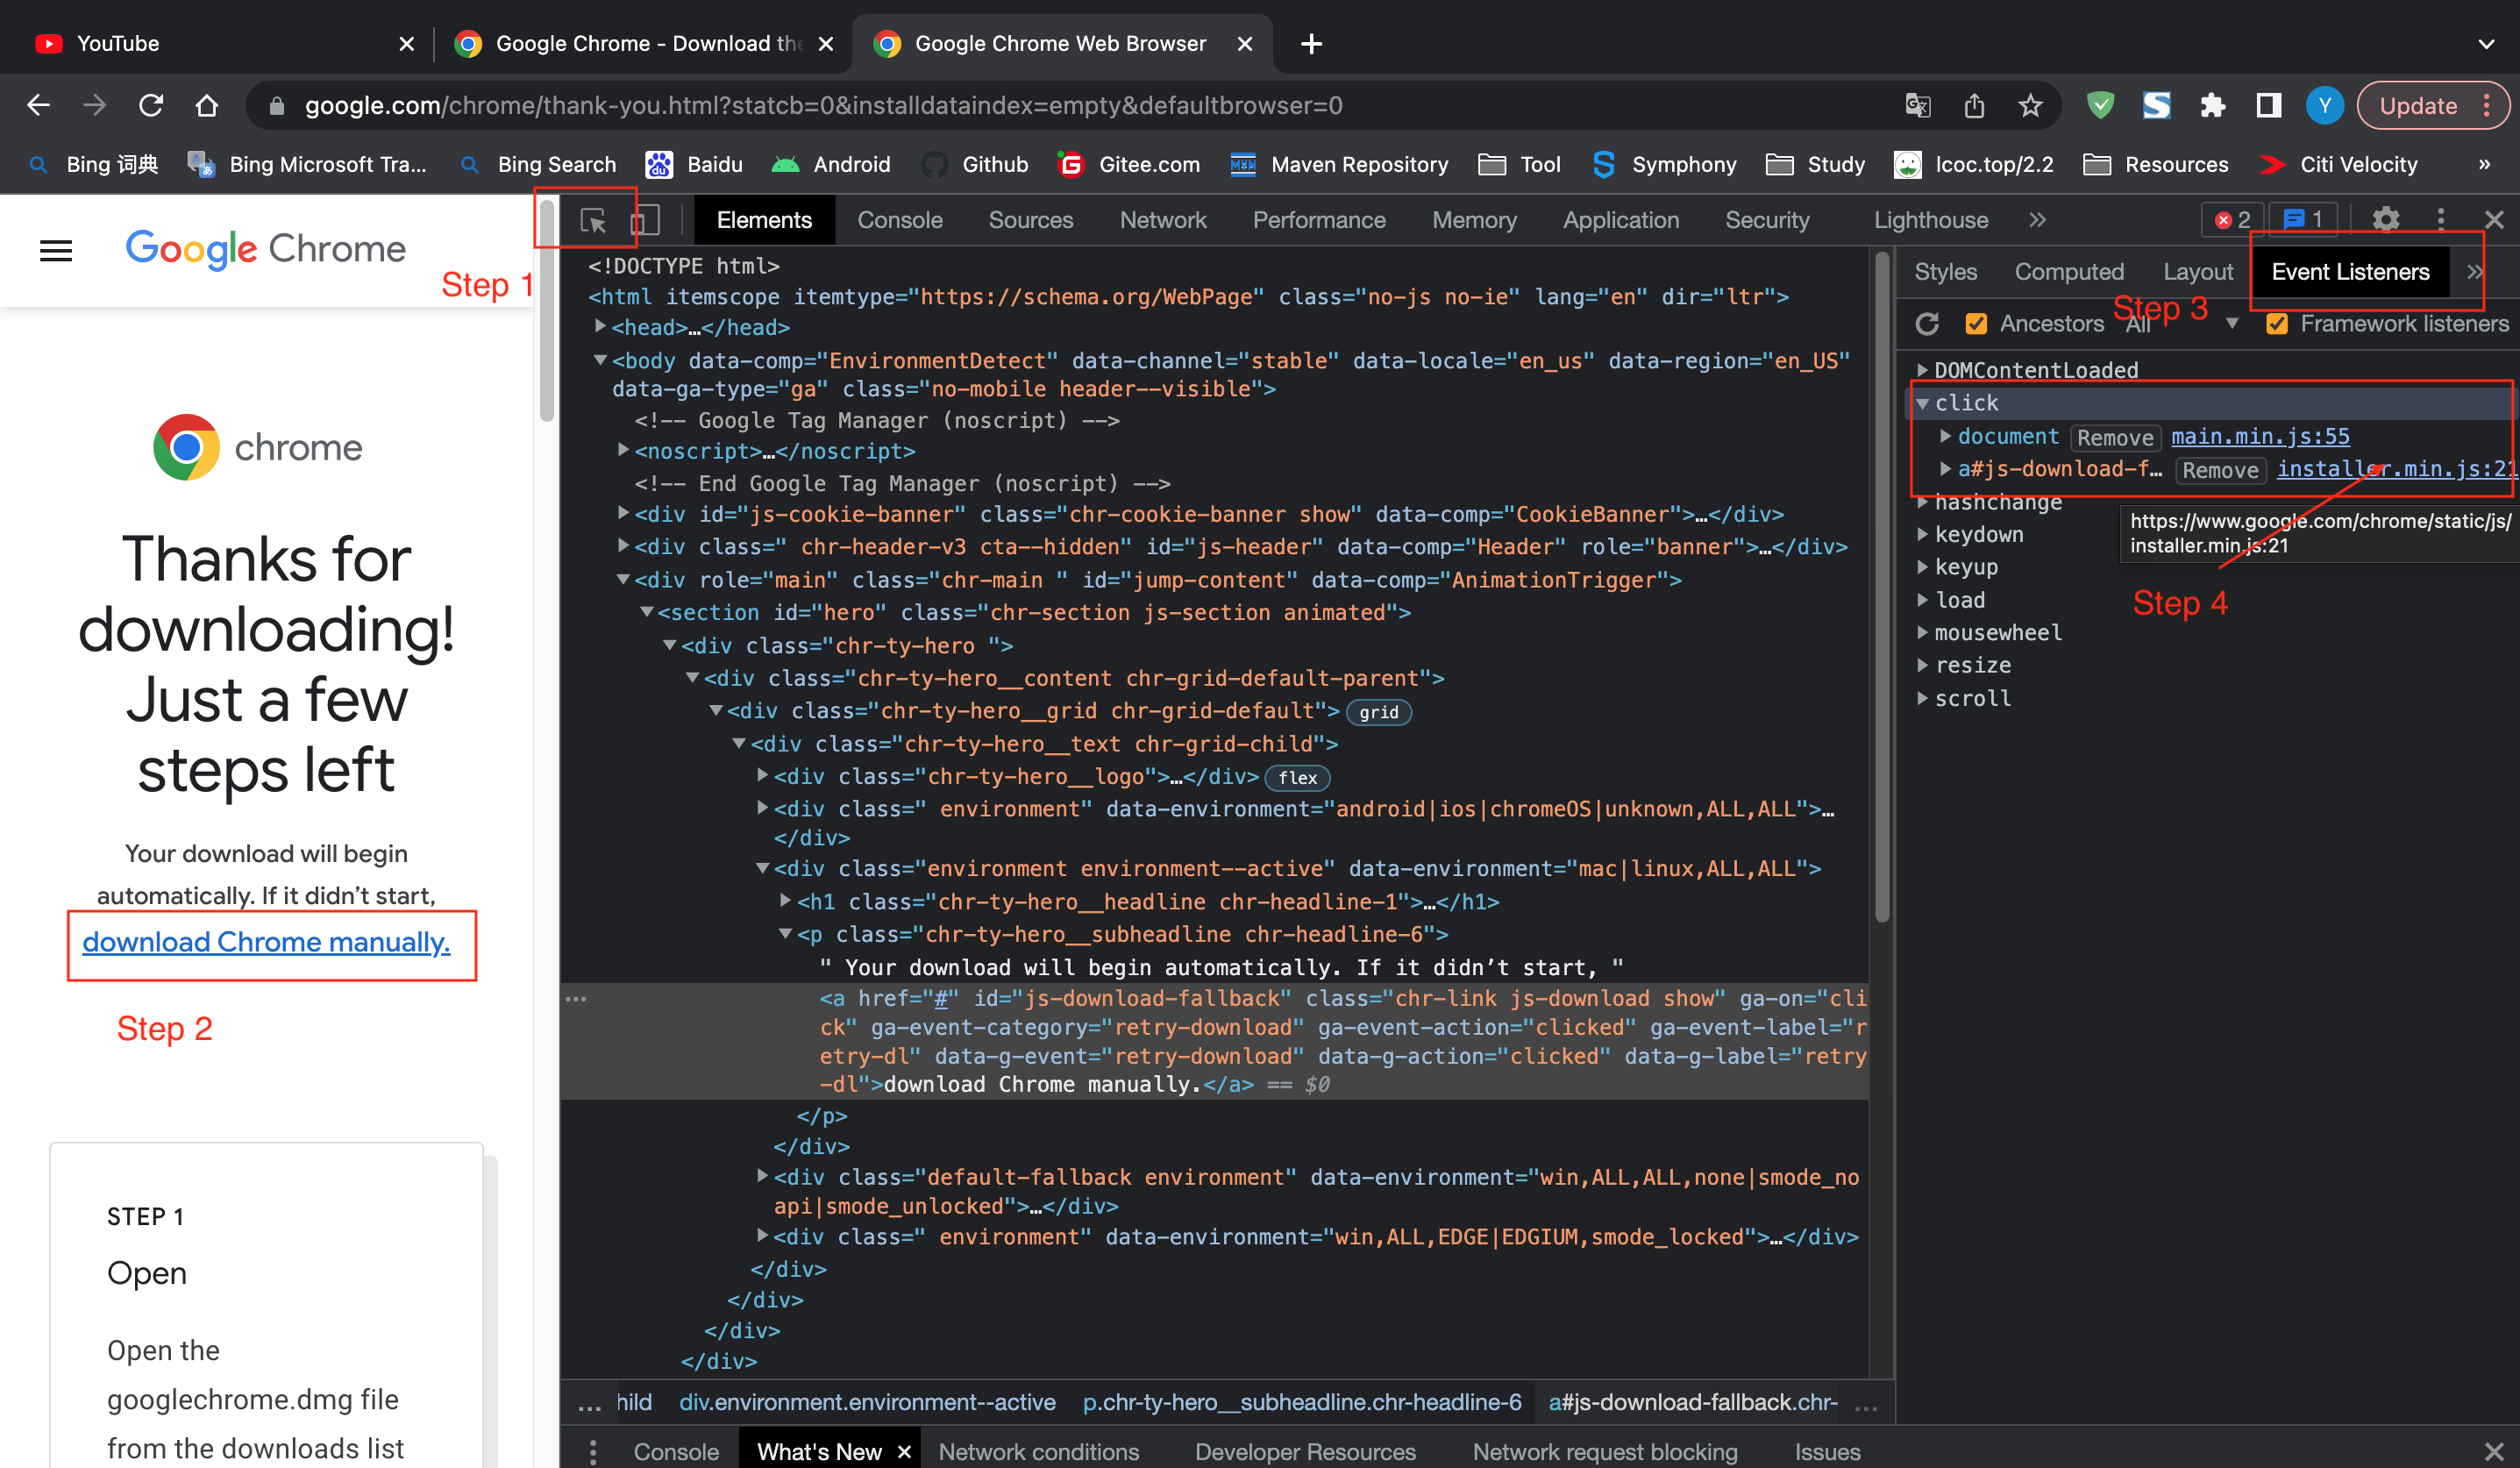 YouTube
Google Chrome - Download the
Google Chrome Web Browser
google.com/chrome/thank-you.html?statcb=0&installdataindex=empty&defaultbrowser=0
Y
Update
Bing 词典
Bing Microsoft Tra...
Bing Search
Baidu
Android
Github
Gitee.com
Maven Repository
Tool
Symphony
Study
lcoc.top/2.2
Resources
Citi Velocity
»
Google Chrome
Step 1
chrome
Thanks for
downloading!
Just a few
steps left
Your download will begin
automatically. If it didn’t start,
download Chrome manually.
Step 2
STEP 1
Open
Open the
googlechrome.dmg file
from the downloads list
Elements
Console
Sources
Network
Performance
Memory
Application
Security
Lighthouse
»
2
1
<!DOCTYPE html>
<html itemscope itemtype="https://schema.org/WebPage" class="no-js no-ie" lang="en" dir="ltr">
<head>…</head>
<body data-comp="EnvironmentDetect" data-channel="stable" data-locale="en_us" data-region="en_US"
data-ga-type="ga" class="no-mobile header--visible">
<!-- Google Tag Manager (noscript) -->
<noscript>…</noscript>
<!-- End Google Tag Manager (noscript) -->
<div id="js-cookie-banner" class="chr-cookie-banner show" data-comp="CookieBanner">…</div>
<div class=" chr-header-v3 cta--hidden" id="js-header" data-comp="Header" role="banner">…</div>
<div role="main" class="chr-main " id="jump-content" data-comp="AnimationTrigger">
<section id="hero" class="chr-section js-section animated">
<div class="chr-ty-hero ">
<div class="chr-ty-hero__content chr-grid-default-parent">
<div class="chr-ty-hero__grid chr-grid-default"> grid
<div class="chr-ty-hero__text chr-grid-child">
<div class="chr-ty-hero__logo">…</div> flex
<div class=" environment" data-environment="android|ios|chromeOS|unknown,ALL,ALL">…
</div>
<div class="environment environment--active" data-environment="mac|linux,ALL,ALL">
<h1 class="chr-ty-hero__headline chr-headline-1">…</h1>
<p class="chr-ty-hero__subheadline chr-headline-6">
" Your download will begin automatically. If it didn’t start, "
<a href="#" id="js-download-fallback" class="chr-link js-download show" ga-on="cli
ck" ga-event-category="retry-download" ga-event-action="clicked" ga-event-label="r
etry-dl" data-g-event="retry-download" data-g-action="clicked" data-g-label="retry
-dl">download Chrome manually.</a> == $0
</p>
</div>
<div class="default-fallback environment" data-environment="win,ALL,ALL,none|smode_no
api|smode_unlocked">…</div>
<div class=" environment" data-environment="win,ALL,EDGE|EDGIUM,smode_locked">…</div>
</div>
</div>
</div>
</div>
... hild div.environment.environment--active p.chr-ty-hero__subheadline.chr-headline-6 a#js-download-fallback.chr- ...
Console
What's New
Network conditions
Developer Resources
Network request blocking
Issues
Styles
Computed
Layout
Event Listeners
»
Step 3
Ancestors
All
Framework listeners
DOMContentLoaded
click
document Remove main.min.js:55
a#js-download-f… Remove installer.min.js:21
hashchange
https://www.google.com/chrome/static/js/
installer.min.js:21
keydown
keyup
load
Step 4
mousewheel
resize
scroll